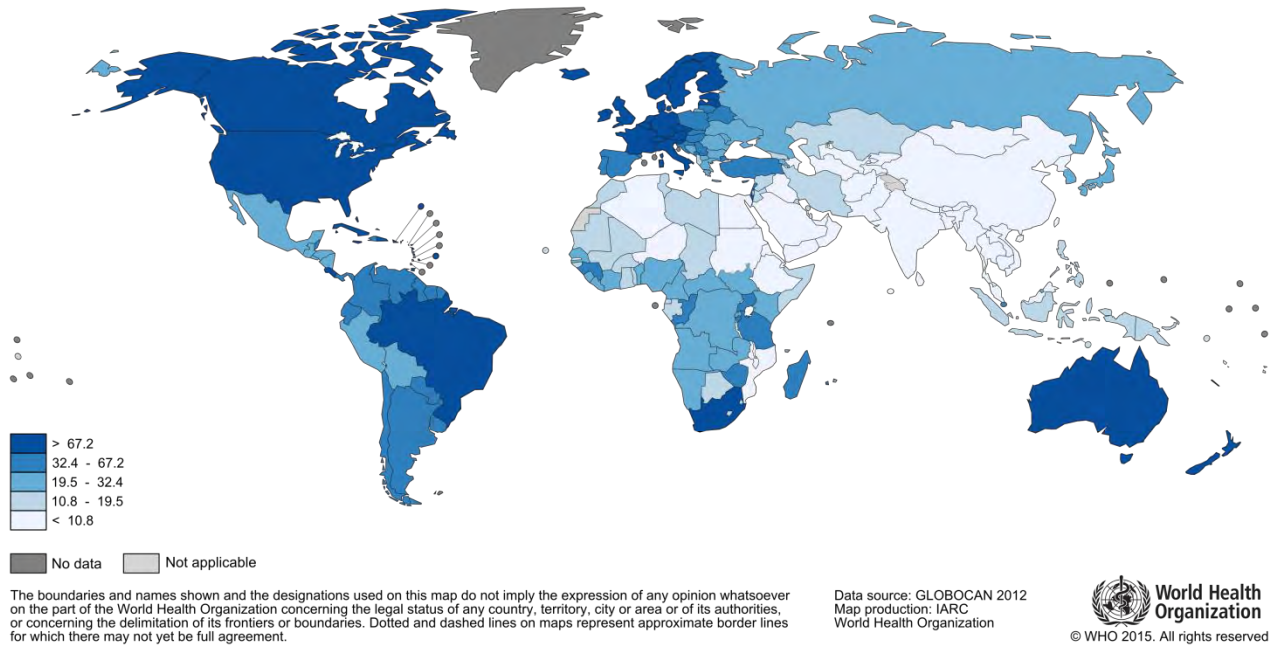 > 67.2
32.4 - 67.2
19.5 - 32.4
10.8 - 19.5
< 10.8
No data
Not applicable
The boundaries and names shown and the designations used on this map do not imply the expression of any opinion whatsoever
on the part of the World Health Organization concerning the legal status of any country, territory, city or area or of its authorities,
or concerning the delimitation of its frontiers or boundaries. Dotted and dashed lines on maps represent approximate border lines
for which there may not yet be full agreement.
Data source: GLOBOCAN 2012
Map production: IARC
World Health Organization
World Health
Organization
© WHO 2015. All rights reserved